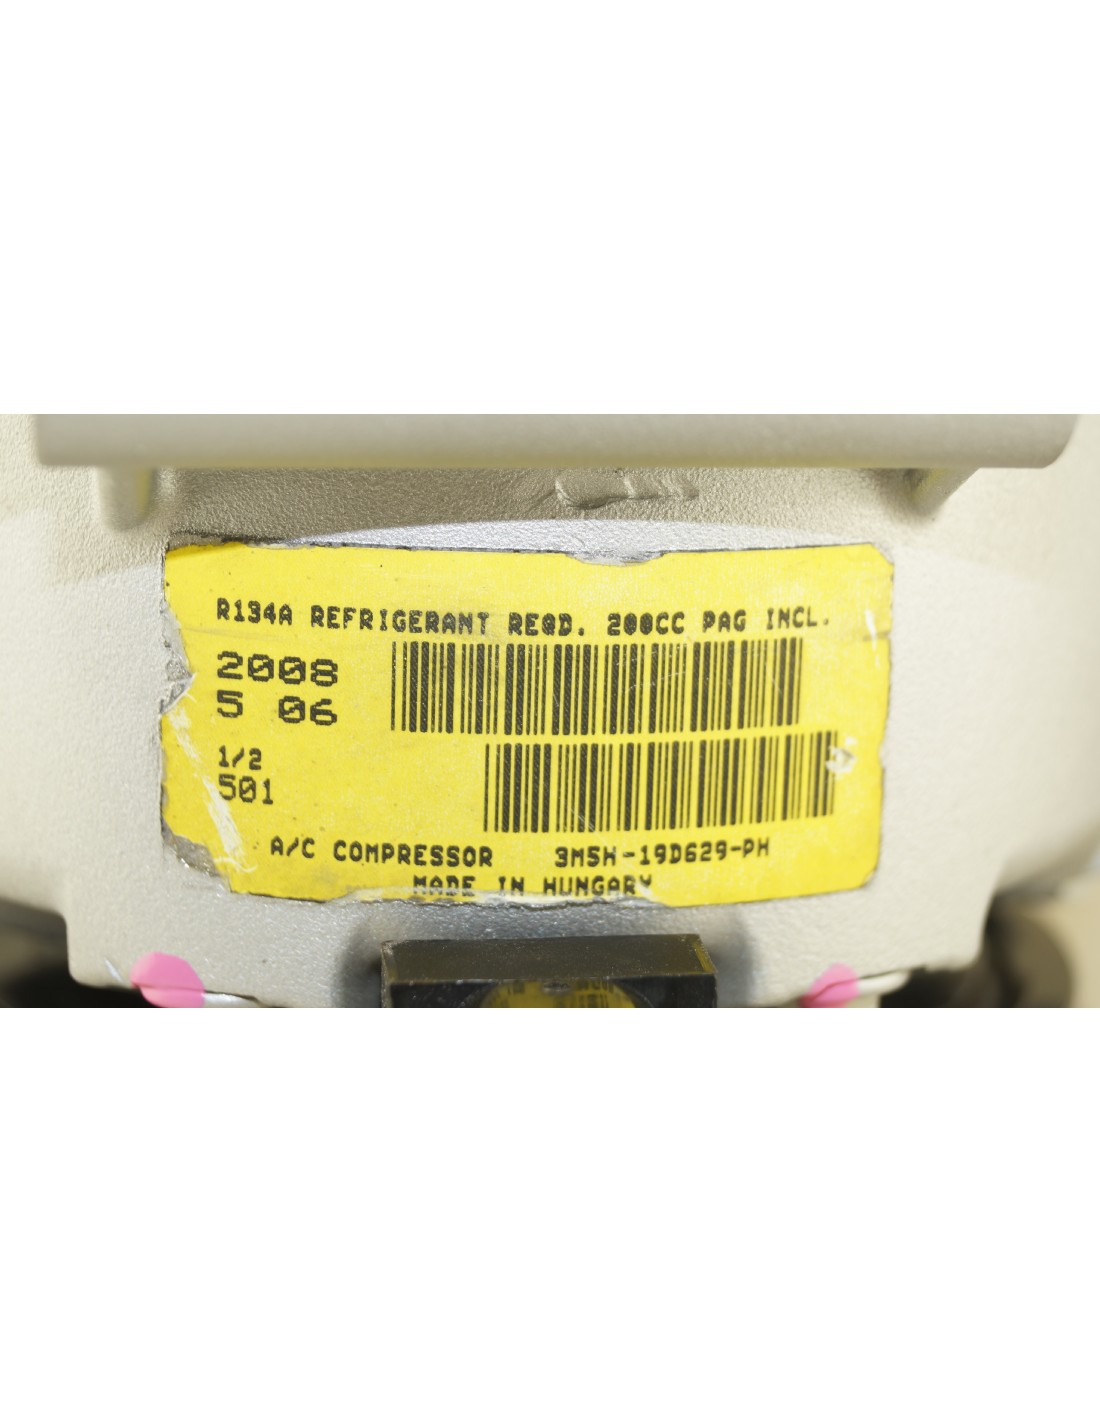 R134A REFRIGERANT REQD. 200CC PAG INCL.
2008
5 06
1/2
501
A/C COMPRESSOR 3M5H-19D629-PH
MADE IN HUNGARY